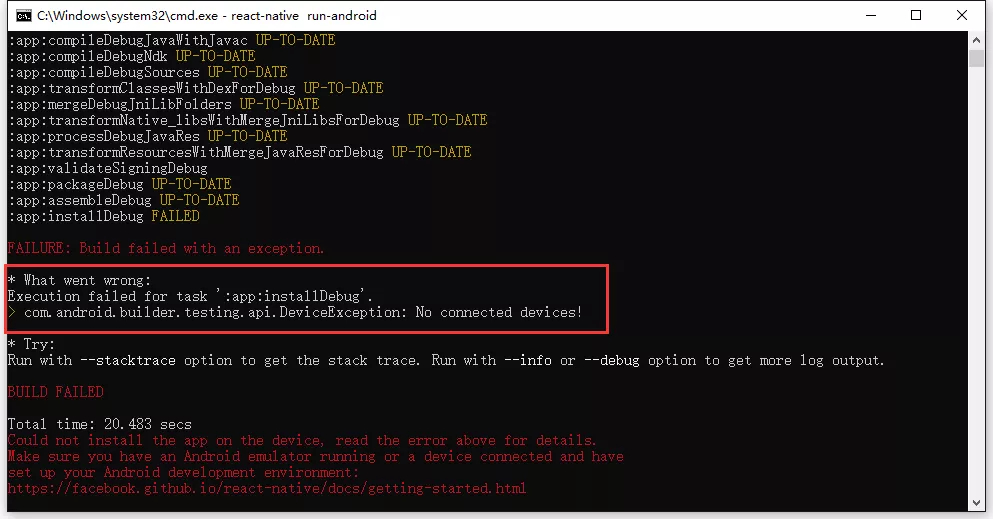 C:\Windows\system32\cmd.exe - react-native  run-android
:app:compileDebugJavaWithJavac UP-TO-DATE
:app:compileDebugNdk UP-TO-DATE
:app:compileDebugSources UP-TO-DATE
:app:transformClassesWithDexForDebug UP-TO-DATE
:app:mergeDebugJniLibFolders UP-TO-DATE
:app:transformNative_libsWithMergeJniLibsForDebug UP-TO-DATE
:app:processDebugJavaRes UP-TO-DATE
:app:transformResourcesWithMergeJavaResForDebug UP-TO-DATE
:app:validateSigningDebug
:app:packageDebug UP-TO-DATE
:app:assembleDebug UP-TO-DATE
:app:installDebug FAILED
FAILURE: Build failed with an exception.
* What went wrong:
Execution failed for task ':app:installDebug'.
> com.android.builder.testing.api.DeviceException: No connected devices!
* Try:
Run with --stacktrace option to get the stack trace. Run with --info or --debug option to get more log output.
BUILD FAILED
Total time: 20.483 secs
Could not install the app on the device, read the error above for details.
Make sure you have an Android emulator running or a device connected and have
set up your Android development environment:
https://facebook.github.io/react-native/docs/getting-started.html